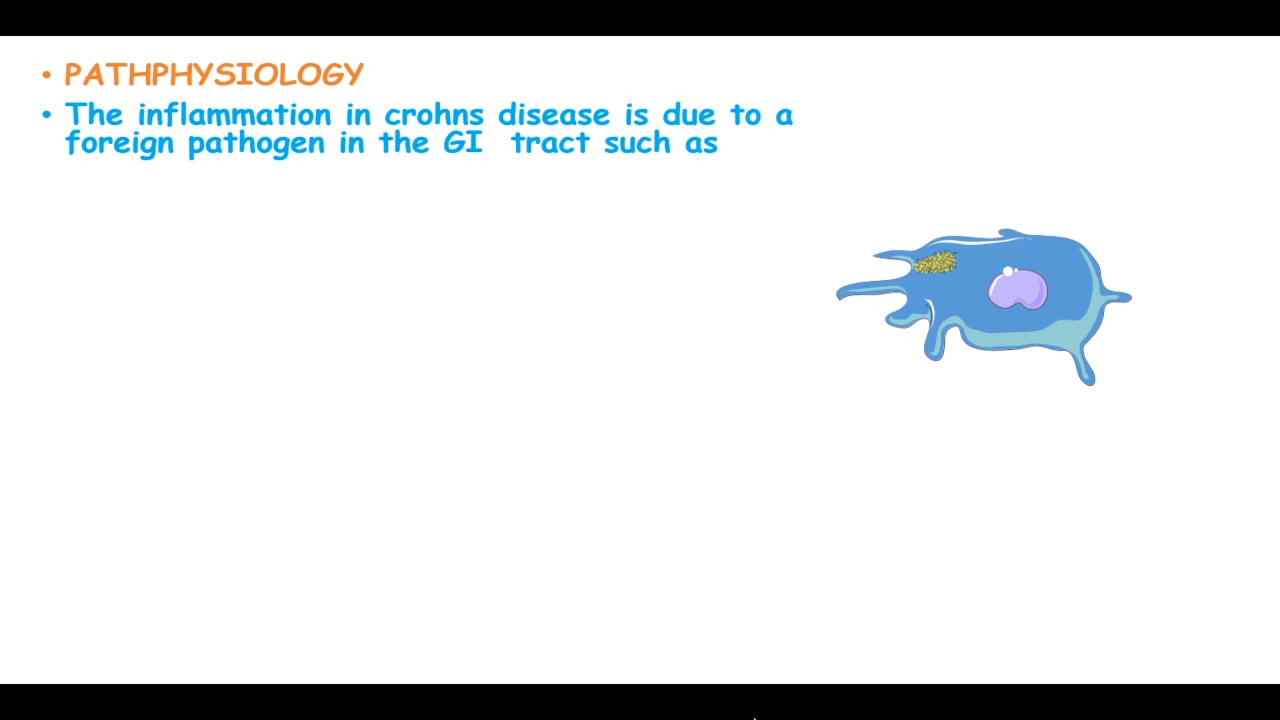 • PATHPHYSIOLOGY
• The inflammation in crohns disease is due to a
foreign pathogen in the GI  tract such as